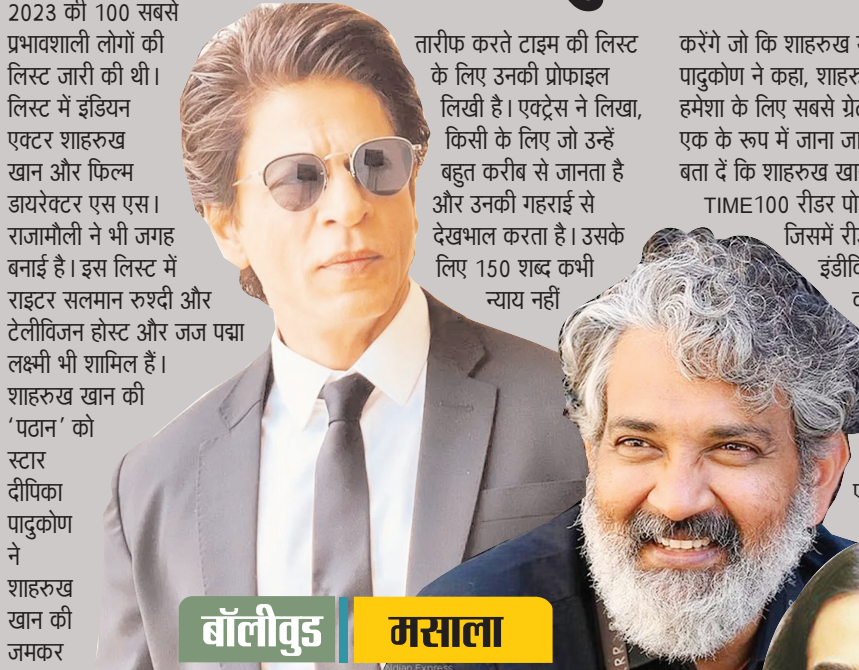 2023 की 100 सबसे
प्रभावशाली लोगों की
लिस्ट जारी की थी।
लिस्ट में इंडियन
एक्टर शाहरुख
खान और फिल्म
डायरेक्टर एस एस।
राजामौली ने भी जगह
बनाई है। इस लिस्ट में
राइटर सलमान रुश्दी और
टेलीविजन होस्ट और जज पद्मा
लक्ष्मी भी शामिल हैं।
शाहरुख खान की
‘पठान’ को
स्टार
दीपिका
पादुकोण
ने
शाहरुख
खान की
जमकर
तारीफ करते टाइम की लिस्ट
के लिए उनकी प्रोफाइल
लिखी है। एक्ट्रेस ने लिखा,
किसी के लिए जो उन्हें
बहुत करीब से जानता है
और उनकी गहराई से
देखभाल करता है। उसके
लिए 150 शब्द कभी
न्याय नहीं
करेंगे जो कि शाहरुख
पादुकोण ने कहा,
हमेशा के लिए सबसे
एक के रूप में जाना
बता दें कि शाहरुख
TIME100 रीडर
जिसमें
बॉलीवुड मसाला
Indian Express